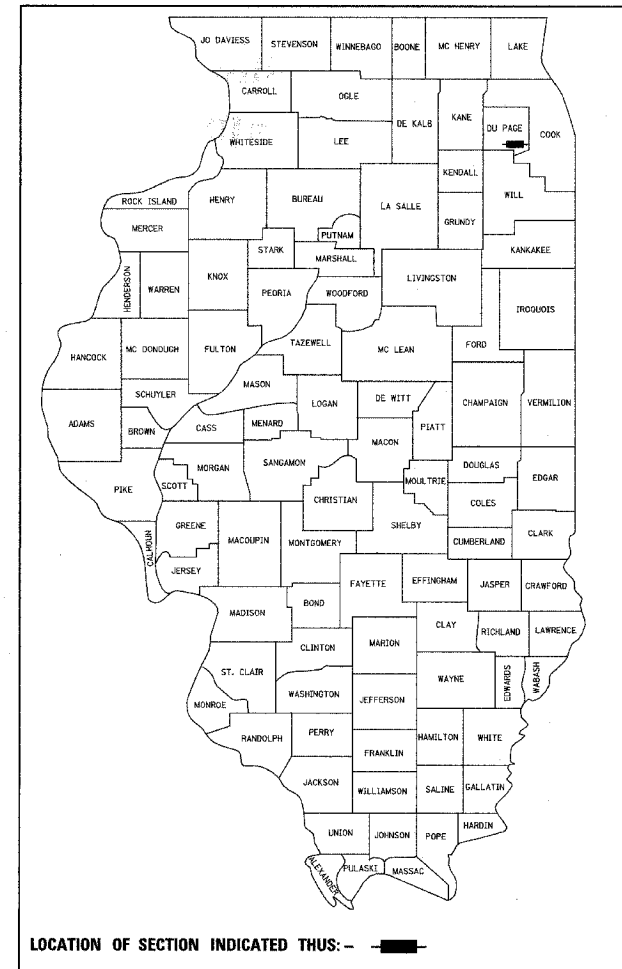 JO DAVIESS STEVENSON WINNEBAGO BOONE MC HENRY LAKE
CARROLL OGLE DE KALB KANE DU PAGE COOK
WHITESIDE LEE
KENDALL WILL
ROCK ISLAND HENRY BUREAU LA SALLE
MERCER PUTNAM GRUNDY
STARK MARSHALL KANKAKEE
HENDERSON WARREN KNOX PEORIA WOODFORD LIVINGSTON
IROQUOIS
HANCOCK MC DONOUGH FULTON TAZEWELL MC LEAN FORD
SCHUYLER MASON
ADAMS BROWN CASS MENARD LOGAN DE WITT PIATT CHAMPAIGN VERMILION
MACON
PIKE SCOTT MORGAN SANGAMON MOULTRIE DOUGLAS EDGAR
CHRISTIAN COLES
CALHOUN GREENE MACOUPIN MONTGOMERY SHELBY CUMBERLAND CLARK
JERSEY
FAYETTE EFFINGHAM JASPER CRAWFORD
MADISON BOND
CLAY RICHLAND LAWRENCE
CLINTON MARION
ST. CLAIR WAYNE EDWARDS WABASH
WASHINGTON JEFFERSON
MONROE
RANDOLPH PERRY HAMILTON WHITE
FRANKLIN
JACKSON WILLIAMSON SALINE GALLATIN
UNION JOHNSON POPE HARDIN
ALEXANDER PULASKI MASSAC
LOCATION OF SECTION INDICATED THUS: -